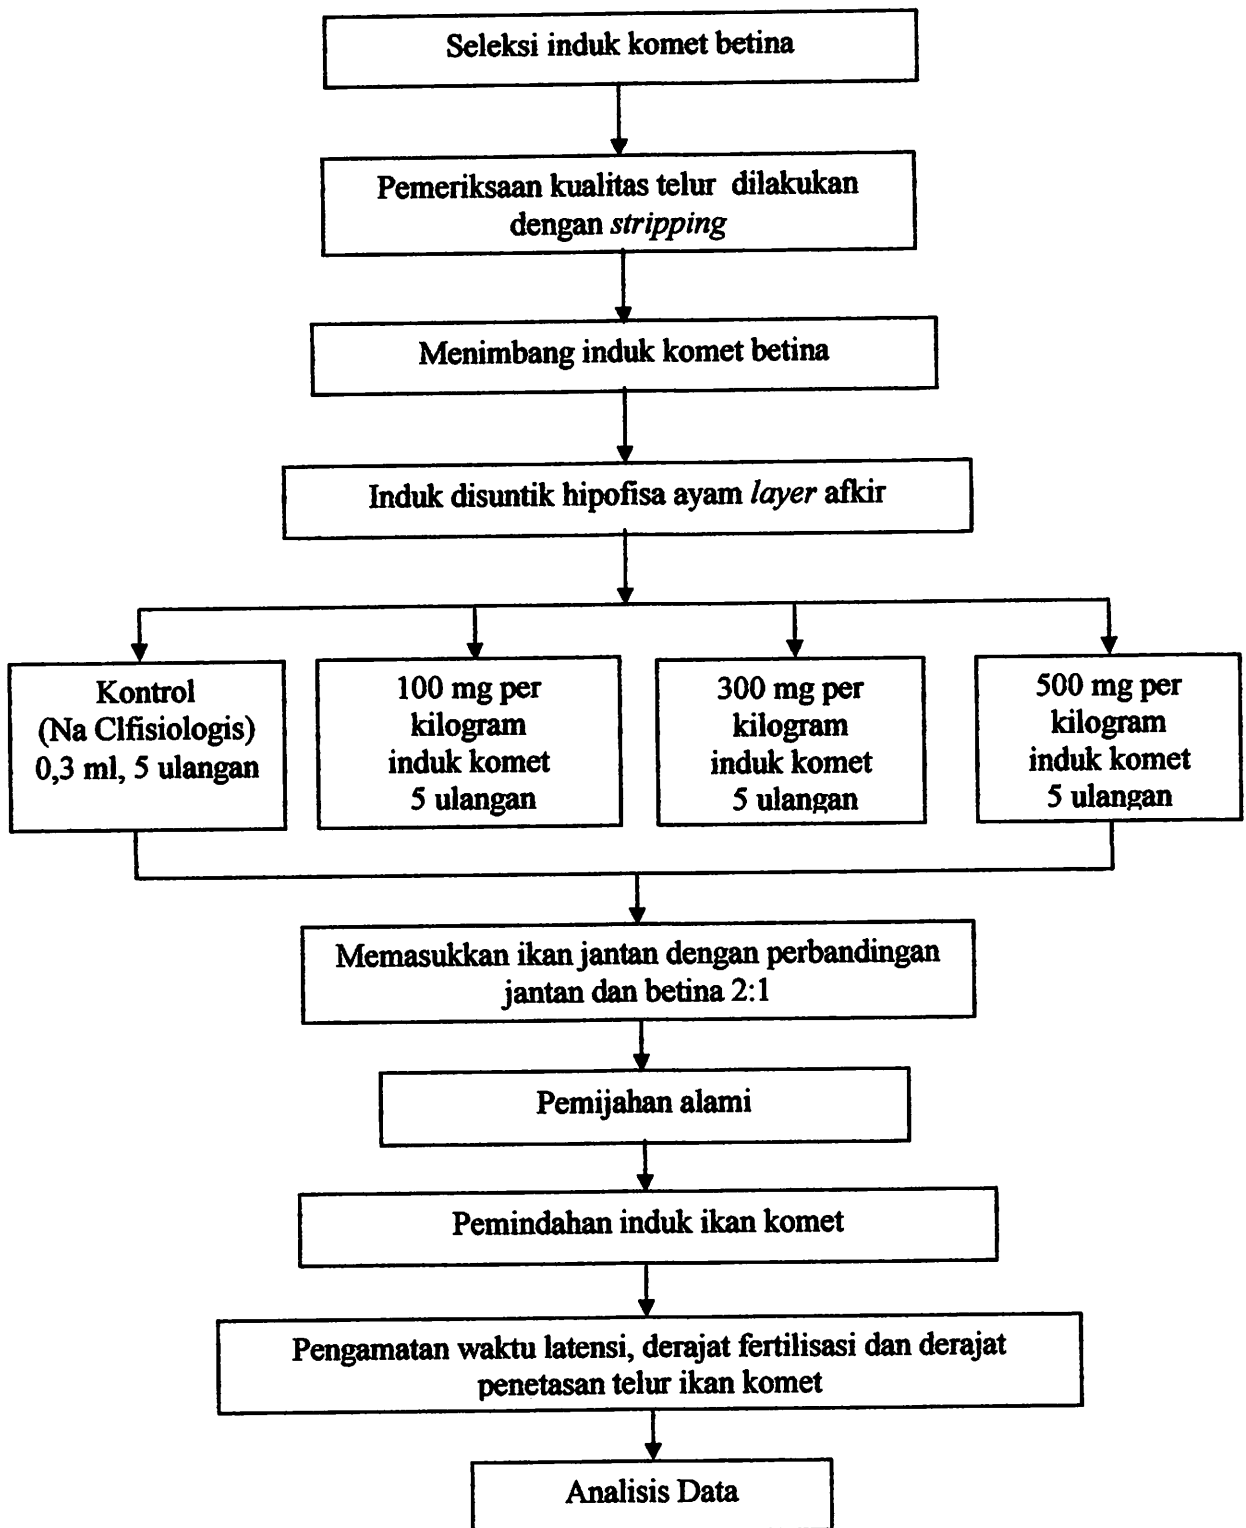 Seleksi induk komet betina
Pemeriksaan kualitas telur dilakukan
dengan stripping
Menimbang induk komet betina
Induk disuntik hipofisa ayam layer afkir
Kontrol
(Na Clfisiologis)
0,3 ml, 5 ulangan
100 mg per
kilogram
induk komet
5 ulangan
300 mg per
kilogram
induk komet
5 ulangan
500 mg per
kilogram
induk komet
5 ulangan
Memasukkan ikan jantan dengan perbandingan
jantan dan betina 2:1
Pemijahan alami
Pemindahan induk ikan komet
Pengamatan waktu latensi, derajat fertilisasi dan derajat
penetasan telur ikan komet
Analisis Data